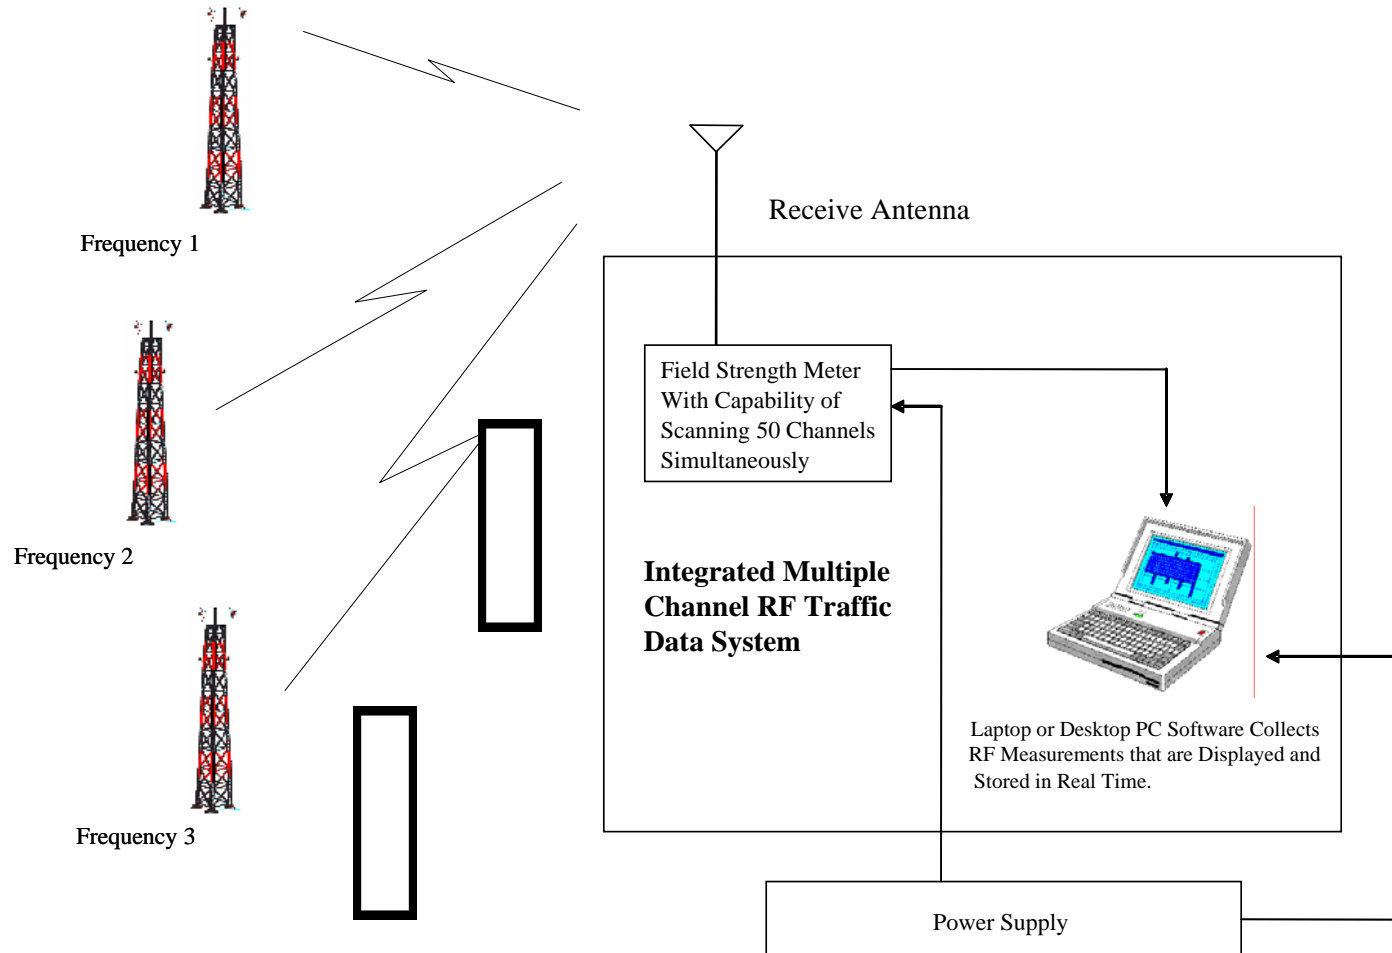 Frequency 1
Receive Antenna
Field Strength Meter
With Capability of
Scanning 50 Channels
Simultaneously
Frequency 2
Integrated Multiple
Channel RF Traffic
Data System
Laptop or Desktop PC Software Collects
RF Measurements that are Displayed and
Stored in Real Time.
Frequency 3
Power Supply